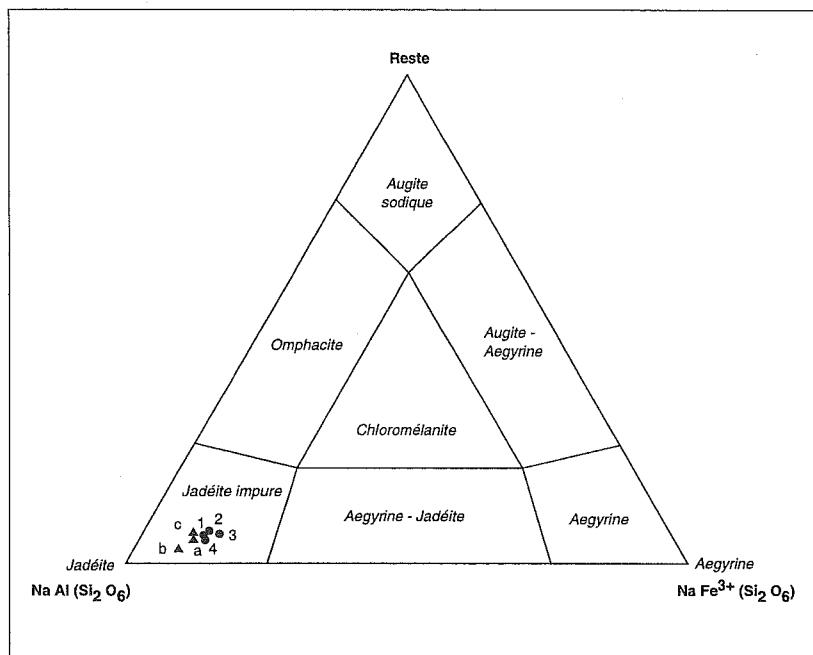 Reste
Augite
sodique
Omphacite
Augite -
Aegyrine
Chloromélanite
Jadéite impure
Aegyrine - Jadéite
Aegyrine
c 1 2
3
b a 4
Jadéite
Aegyrine
Na Al (Si2 O6)
Na Fe3+ (Si2 O6)